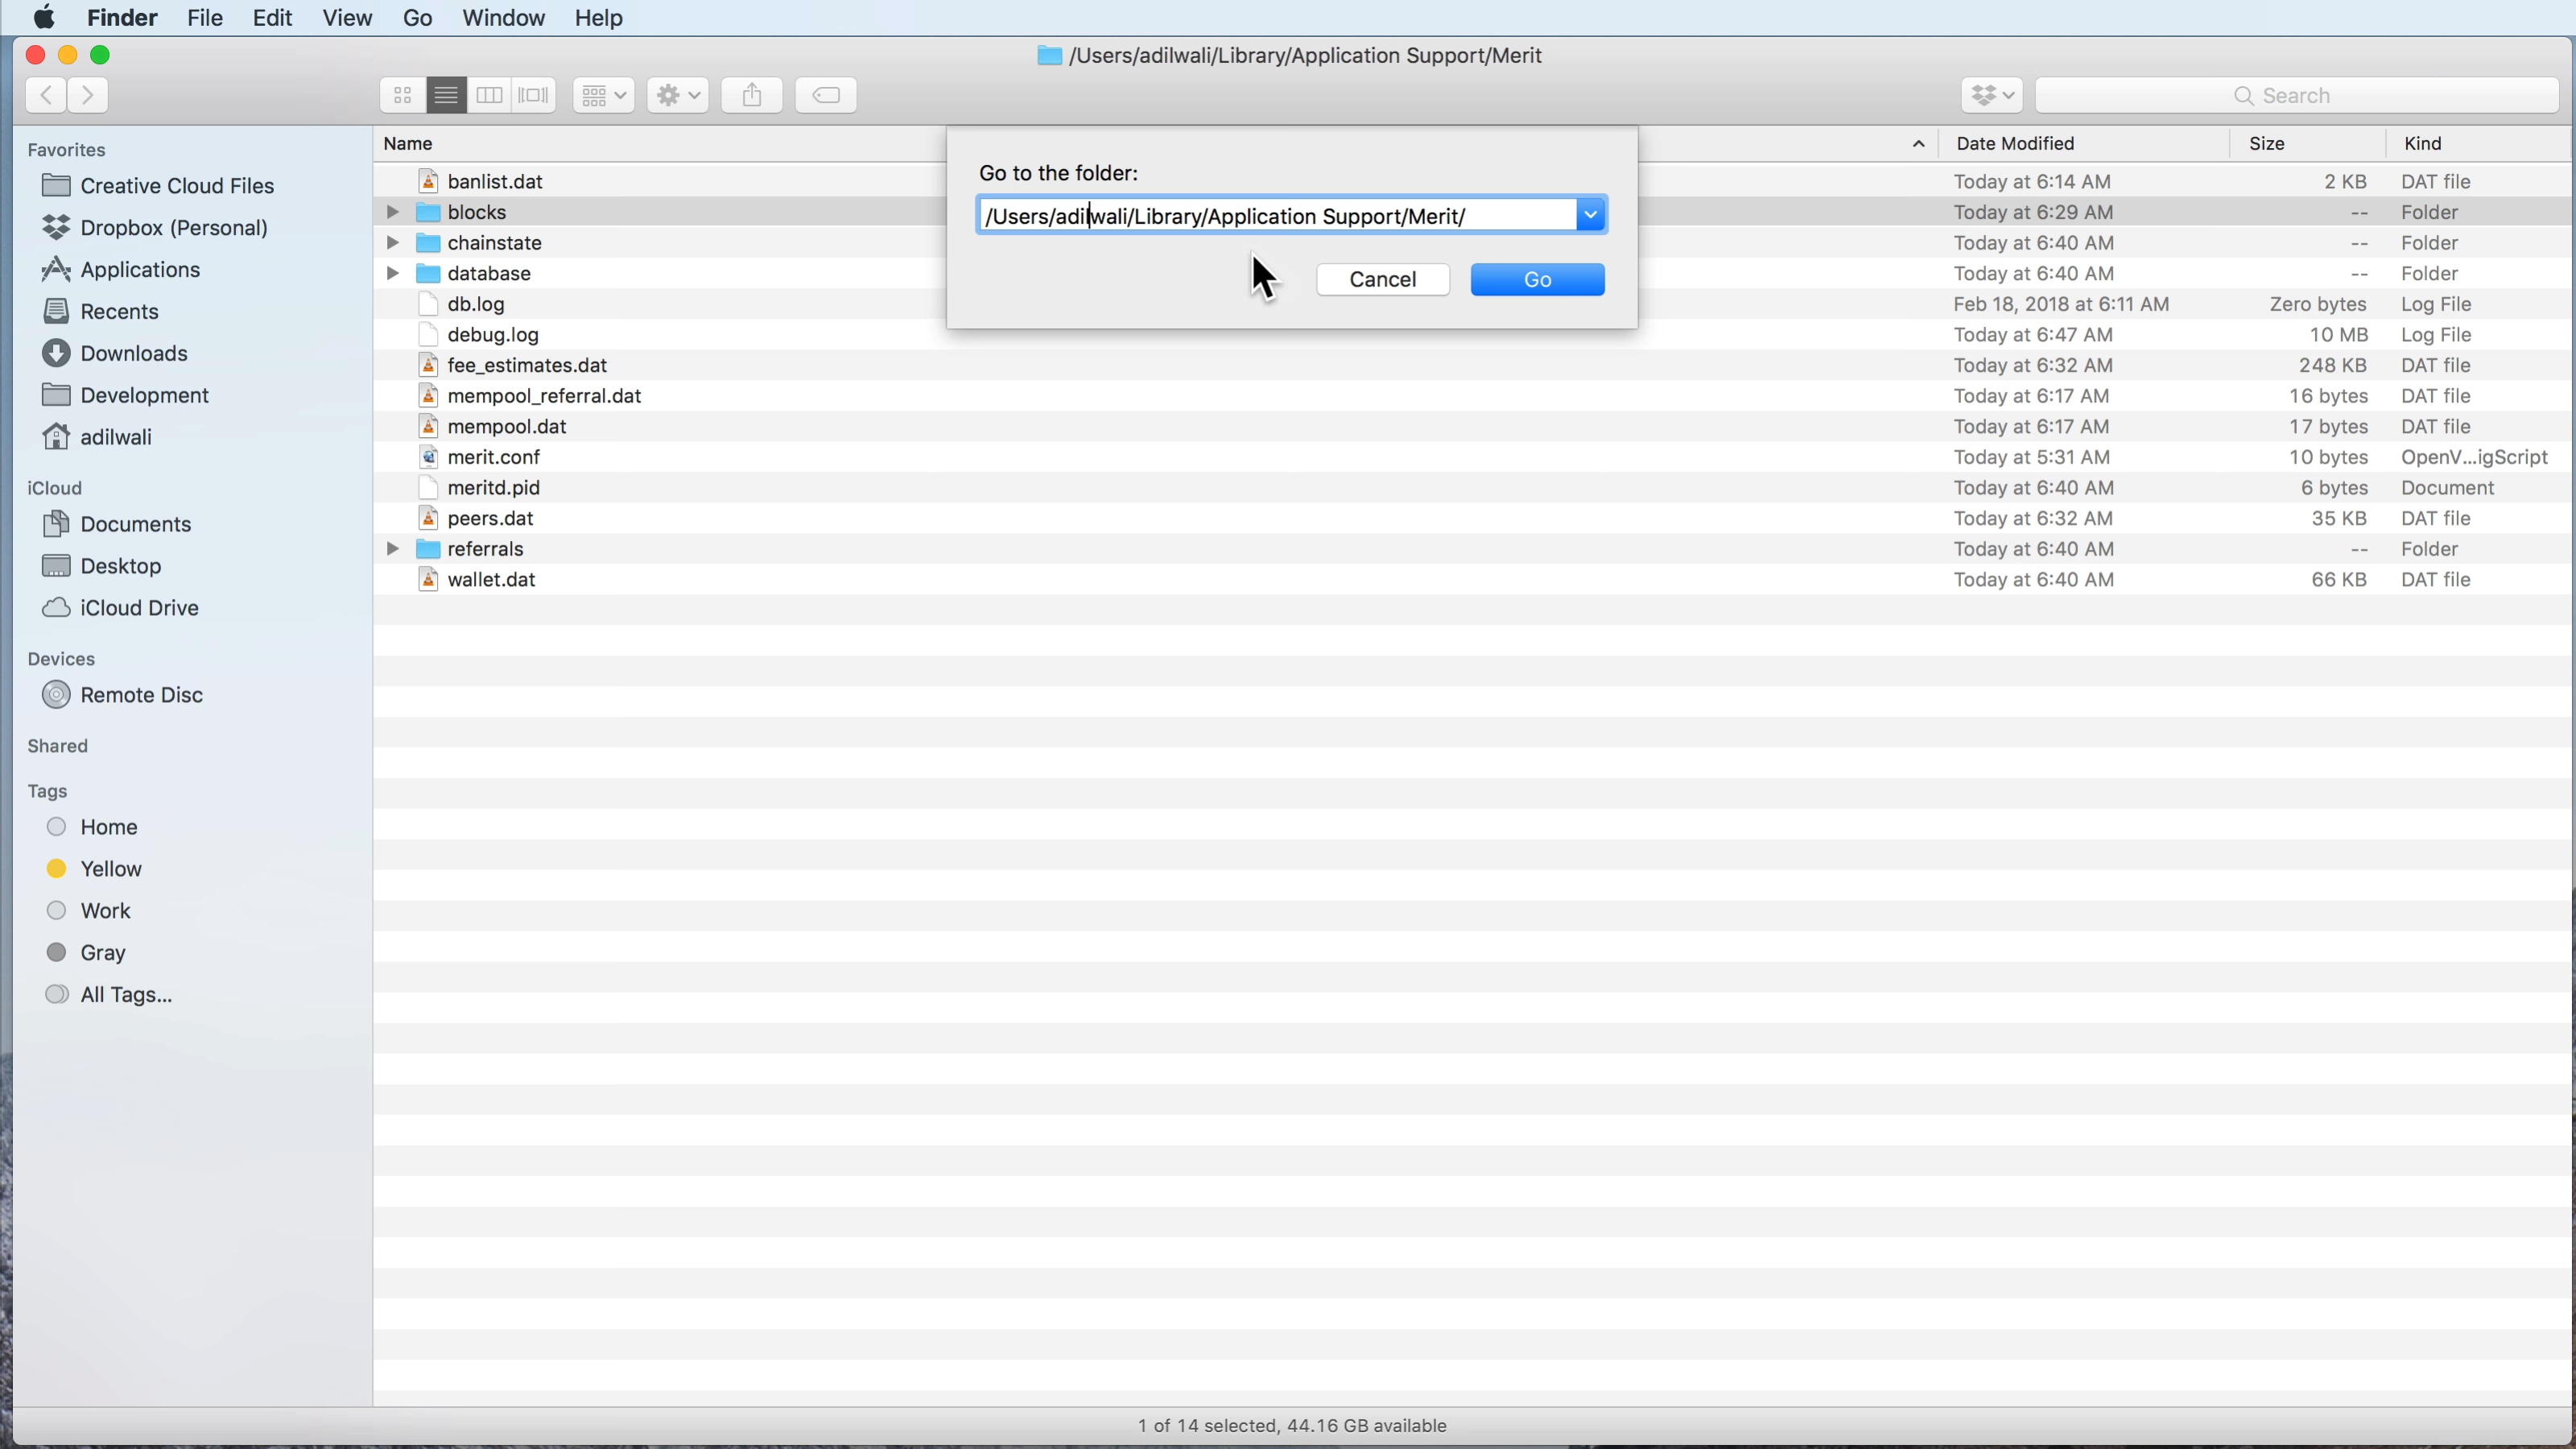 Finder File Edit View Go Window Help
/Users/adilwali/Library/Application Support/Merit
Search
Favorites
Creative Cloud Files
Dropbox (Personal)
Applications
Recents
Downloads
Development
adilwali
iCloud
Documents
Desktop
iCloud Drive
Devices
Remote Disc
Shared
Tags
Home
Yellow
Work
Gray
All Tags...
Name Date Modified Size Kind
Go to the folder:
/Users/adilwali/Library/Application Support/Merit/
Cancel Go
banlist.dat Today at 6:14 AM 2 KB DAT file
blocks Today at 6:29 AM -- Folder
chainstate Today at 6:40 AM -- Folder
database Today at 6:40 AM -- Folder
db.log Feb 18, 2018 at 6:11 AM Zero bytes Log File
debug.log Today at 6:47 AM 10 MB Log File
fee_estimates.dat Today at 6:32 AM 248 KB DAT file
mempool_referral.dat Today at 6:17 AM 16 bytes DAT file
mempool.dat Today at 6:17 AM 17 bytes DAT file
merit.conf Today at 5:31 AM 10 bytes OpenV...igScript
meritd.pid Today at 6:40 AM 6 bytes Document
peers.dat Today at 6:32 AM 35 KB DAT file
referrals Today at 6:40 AM -- Folder
wallet.dat Today at 6:40 AM 66 KB DAT file
1 of 14 selected, 44.16 GB available